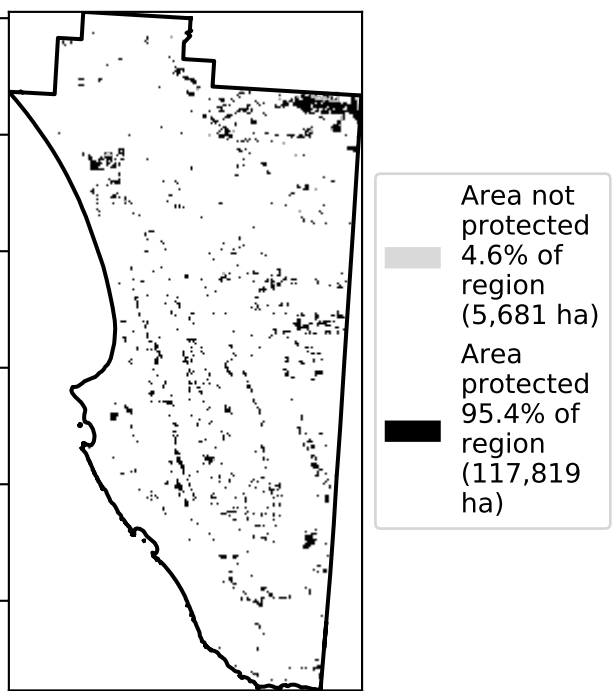 Area not
protected
4.6% of
region
(5,681 ha)
Area
protected
95.4% of
region
(117,819
ha)